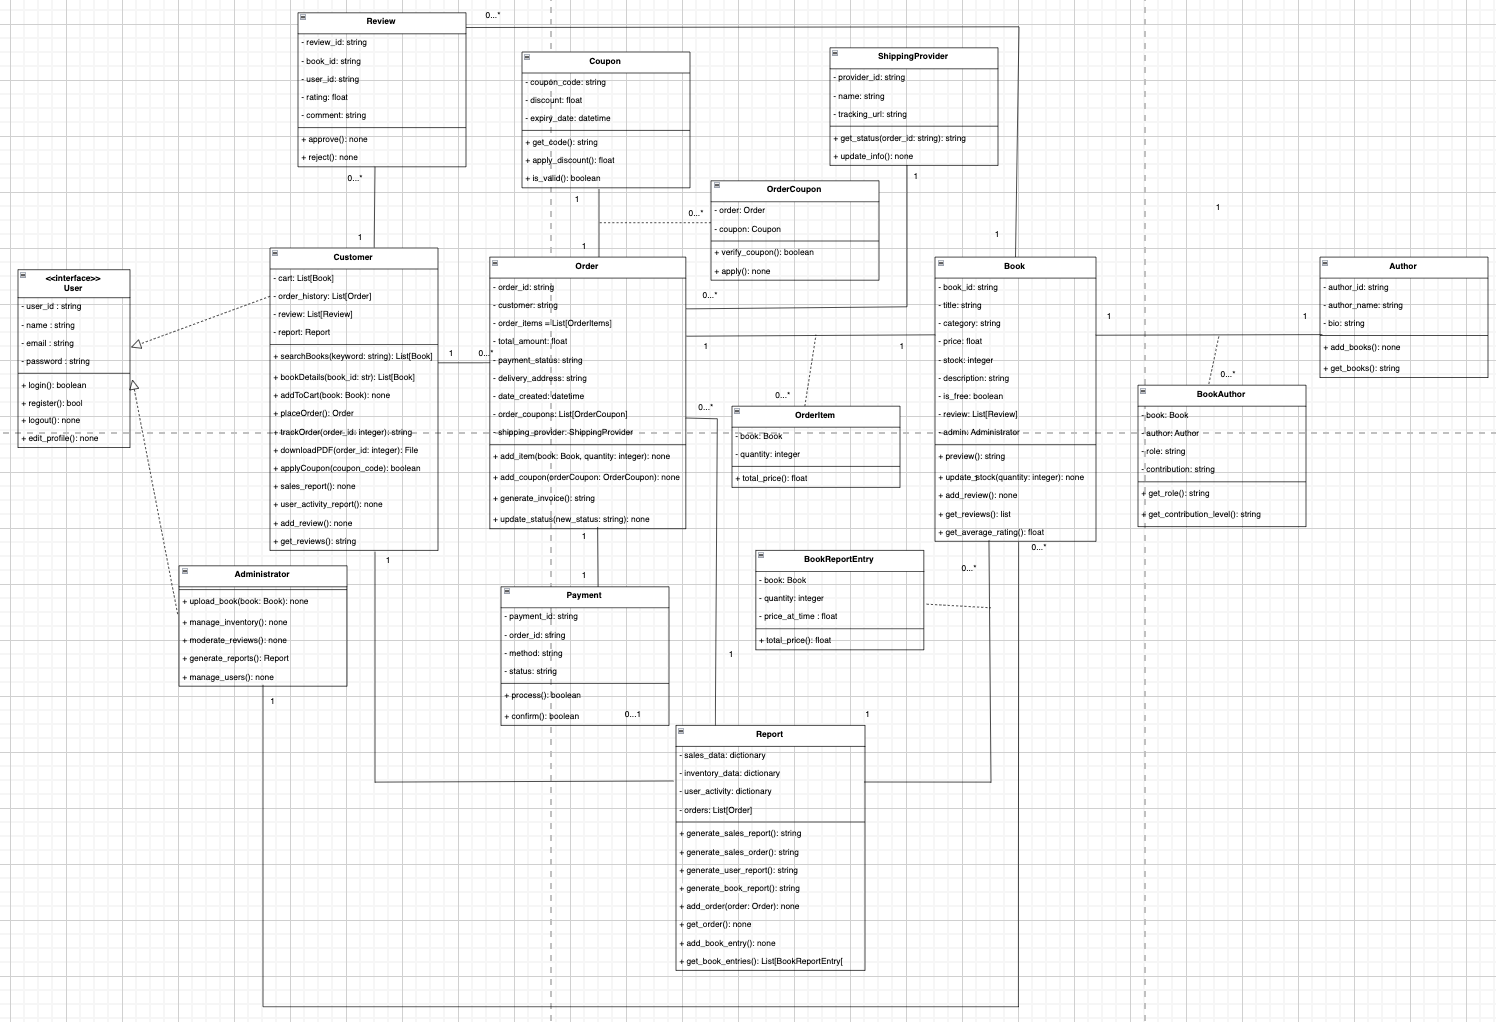 Review
- review_id: string
- book_id: string
- user_id: string
- rating: float
- comment: string
+ approve(): none
+ reject(): none
0...*
0...*
1
Coupon
- coupon_code: string
- discount: float
- expiry_date: datetime
+ get_code(): string
+ apply_discount(): float
+ is_valid(): boolean
1
1
ShippingProvider
- provider_id: string
- name: string
- tracking_url: string
+ get_status(order_id: string): string
+ update_info(): none
1
OrderCoupon
- order: Order
- coupon: Coupon
+ verify_coupon(): boolean
+ apply(): none
0...*
0...*
<<interface>>
User
- user_id : string
- name : string
- email : string
- password : string
+ login(): boolean
+ register(): bool
+ logout(): none
+ edit_profile(): none
Customer
- cart: List[Book]
- order_history: List[Order]
- review: List[Review]
- report: Report
+ searchBooks(keyword: string): List[Book]
+ bookDetails(book_id: str): List[Book]
+ addToCart(book: Book): none
+ placeOrder(): Order
+ trackOrder(order_id: integer): string
+ downloadPDF(order_id: integer): File
+ applyCoupon(coupon_code): boolean
+ sales_report(): none
+ user_activity_report(): none
+ add_review(): none
+ get_reviews(): string
1
0...*
1
Order
- order_id: string
- customer: string
- order_items = List[OrderItems]
- total_amount: float
- payment_status: string
- delivery_address: string
- date_created: datetime
- order_coupons: List[OrderCoupon]
- shipping_provider: ShippingProvider
+ add_item(book: Book, quantity: integer): none
+ add_coupon(orderCoupon: OrderCoupon): none
+ generate_invoice(): string
+ update_status(new_status: string): none
1
1
0...*
0...*
1
1
OrderItem
- book: Book
- quantity: integer
+ total_price(): float
1
Book
- book_id: string
- title: string
- category: string
- price: float
- stock: integer
- description: string
- is_free: boolean
- review: List[Review]
- admin: Administrator
+ preview(): string
+ update_stock(quantity: integer): none
+ add_review(): none
+ get_reviews(): list
+ get_average_rating(): float
0...*
0...*
1
1
1
Author
- author_id: string
- author_name: string
- bio: string
+ add_books(): none
+ get_books(): string
0...*
BookAuthor
- book: Book
- author: Author
- role: string
- contribution: string
+ get_role(): string
+ get_contribution_level(): string
Administrator
+ upload_book(book: Book): none
+ manage_inventory(): none
+ moderate_reviews(): none
+ generate_reports(): Report
+ manage_users(): none
1
1
Payment
- payment_id: string
- order_id: string
- method: string
- status: string
+ process(): boolean
+ confirm(): boolean
0...1
BookReportEntry
- book: Book
- quantity: integer
- price_at_time : float
+ total_price(): float
1
Report
- sales_data: dictionary
- inventory_data: dictionary
- user_activity: dictionary
- orders: List[Order]
+ generate_sales_report(): string
+ generate_sales_order(): string
+ generate_user_report(): string
+ generate_book_report(): string
+ add_order(order: Order): none
+ get_order(): none
+ add_book_entry(): none
+ get_book_entries(): List[BookReportEntry[